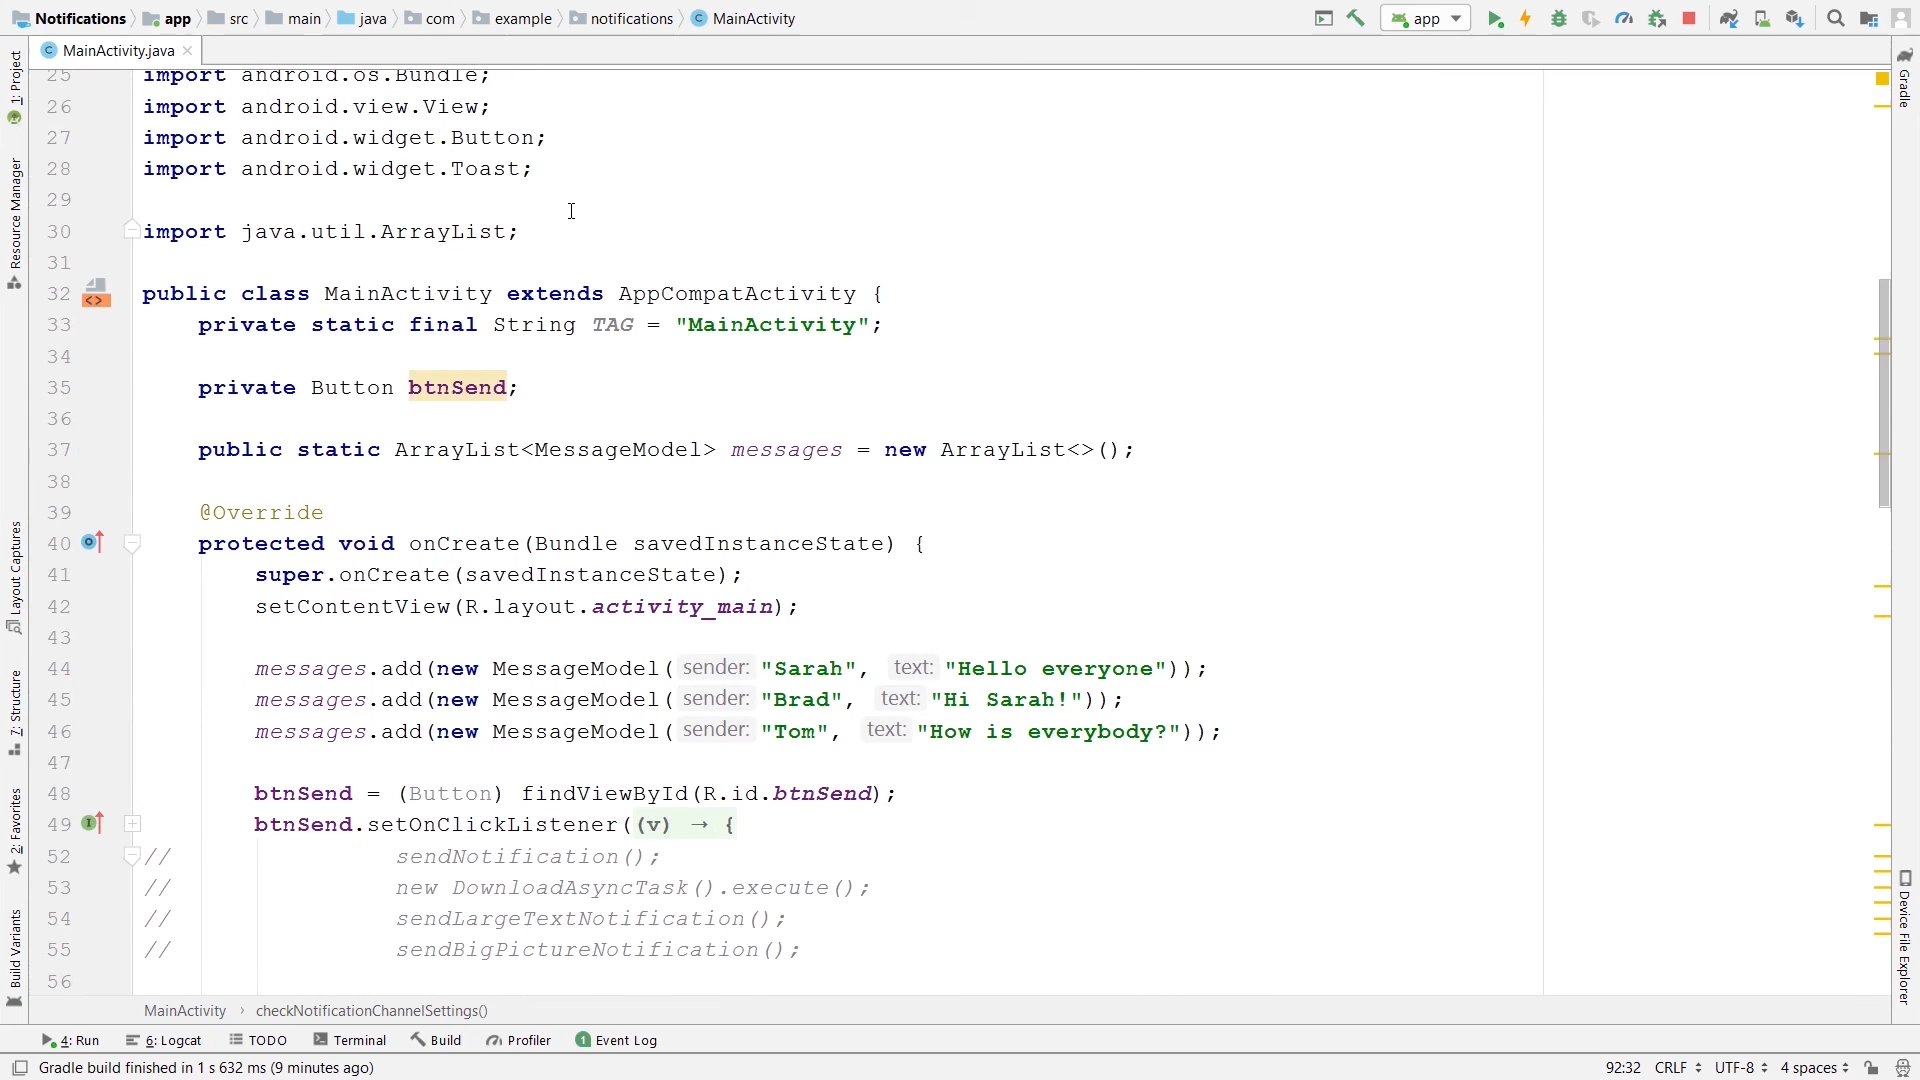 Notifications app src main java com example notifications MainActivity
app
MainActivity.java
1: Project
Resource Manager
Layout Captures
7: Structure
2: Favorites
Build Variants
Gradle
Device File Explorer
25 import android.os.Bundle;
26 import android.view.View;
27 import android.widget.Button;
28 import android.widget.Toast;
29
30 import java.util.ArrayList;
31
32 public class MainActivity extends AppCompatActivity {
33 private static final String TAG = "MainActivity";
34
35 private Button btnSend;
36
37 public static ArrayList<MessageModel> messages = new ArrayList<>();
38
39 @Override
40 protected void onCreate(Bundle savedInstanceState) {
41 super.onCreate(savedInstanceState);
42 setContentView(R.layout.activity_main);
43
44 messages.add(new MessageModel( sender: "Sarah", text: "Hello everyone"));
45 messages.add(new MessageModel( sender: "Brad", text: "Hi Sarah!"));
46 messages.add(new MessageModel( sender: "Tom", text: "How is everybody?"));
47
48 btnSend = (Button) findViewById(R.id.btnSend);
49 btnSend.setOnClickListener((v) → {
52 // sendNotification();
53 // new DownloadAsyncTask().execute();
54 // sendLargeTextNotification();
55 // sendBigPictureNotification();
56
MainActivity › checkNotificationChannelSettings()
4: Run 6: Logcat TODO Terminal Build Profiler 1 Event Log
Gradle build finished in 1 s 632 ms (9 minutes ago) 92:32 CRLF UTF-8 4 spaces